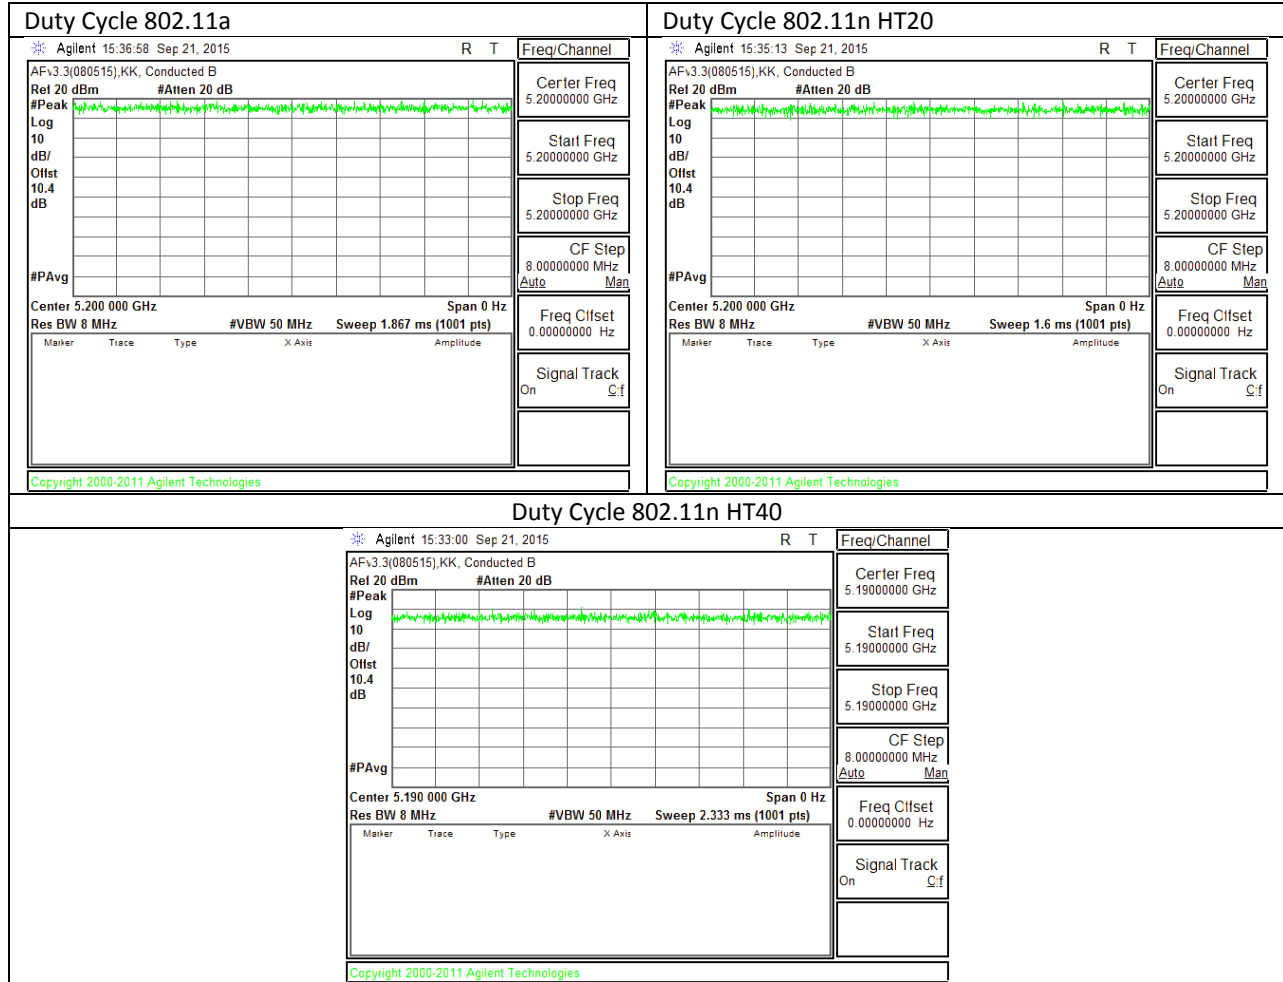 Duty Cycle 802.11a
Agilent 15:36:58 Sep 21, 2015 R T
Freq/Channel
AFv3.3(080515),KK, Conducted B
Ref 20 dBm #Atten 20 dB
#Peak
Log
10
dB/
Offst
10.4
dB
#PAvg
Center 5.200 000 GHz Span 0 Hz
Res BW 8 MHz #VBW 50 MHz Sweep 1.867 ms (1001 pts)
Marker Trace Type X Axis Amplitude
Center Freq
5.20000000 GHz
Start Freq
5.20000000 GHz
Stop Freq
5.20000000 GHz
CF Step
8.00000000 MHz
Auto Man
Freq Offset
0.00000000 Hz
Signal Track
On Off
Copyright 2000-2011 Agilent Technologies
Duty Cycle 802.11n HT20
Agilent 15:35:13 Sep 21, 2015 R T
Freq/Channel
AFv3.3(080515),KK, Conducted B
Ref 20 dBm #Atten 20 dB
#Peak
Log
10
dB/
Offst
10.4
dB
#PAvg
Center 5.200 000 GHz Span 0 Hz
Res BW 8 MHz #VBW 50 MHz Sweep 1.6 ms (1001 pts)
Marker Trace Type X Axis Amplitude
Center Freq
5.20000000 GHz
Start Freq
5.20000000 GHz
Stop Freq
5.20000000 GHz
CF Step
8.00000000 MHz
Auto Man
Freq Offset
0.00000000 Hz
Signal Track
On Off
Copyright 2000-2011 Agilent Technologies
Duty Cycle 802.11n HT40
Agilent 15:33:00 Sep 21, 2015 R T
Freq/Channel
AFv3.3(080515),KK, Conducted B
Ref 20 dBm #Atten 20 dB
#Peak
Log
10
dB/
Offst
10.4
dB
#PAvg
Center 5.190 000 GHz Span 0 Hz
Res BW 8 MHz #VBW 50 MHz Sweep 2.333 ms (1001 pts)
Marker Trace Type X Axis Amplitude
Center Freq
5.19000000 GHz
Start Freq
5.19000000 GHz
Stop Freq
5.19000000 GHz
CF Step
8.00000000 MHz
Auto Man
Freq Offset
0.00000000 Hz
Signal Track
On Off
Copyright 2000-2011 Agilent Technologies